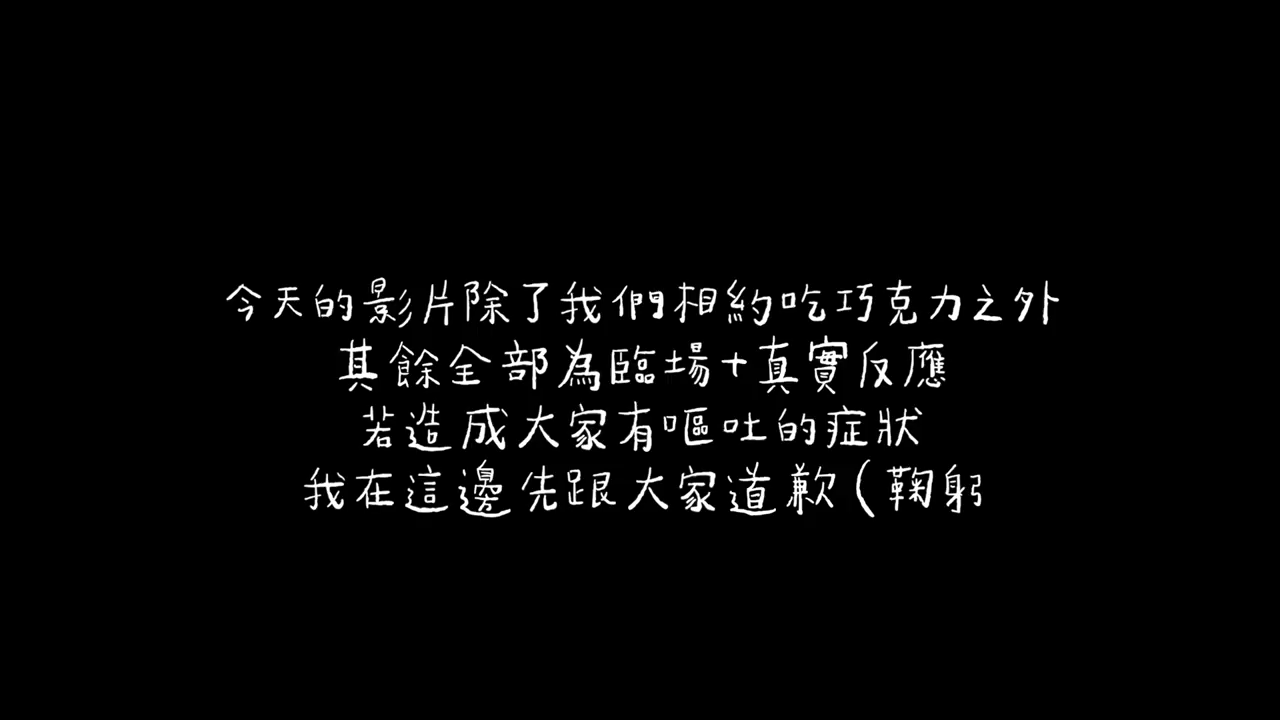 今天的影片除了我們相約吃巧克力之外
其餘全部為臨場+真實反應
若造成大家有嘔吐的症狀
我在這邊先跟大家道歉(鞠躬